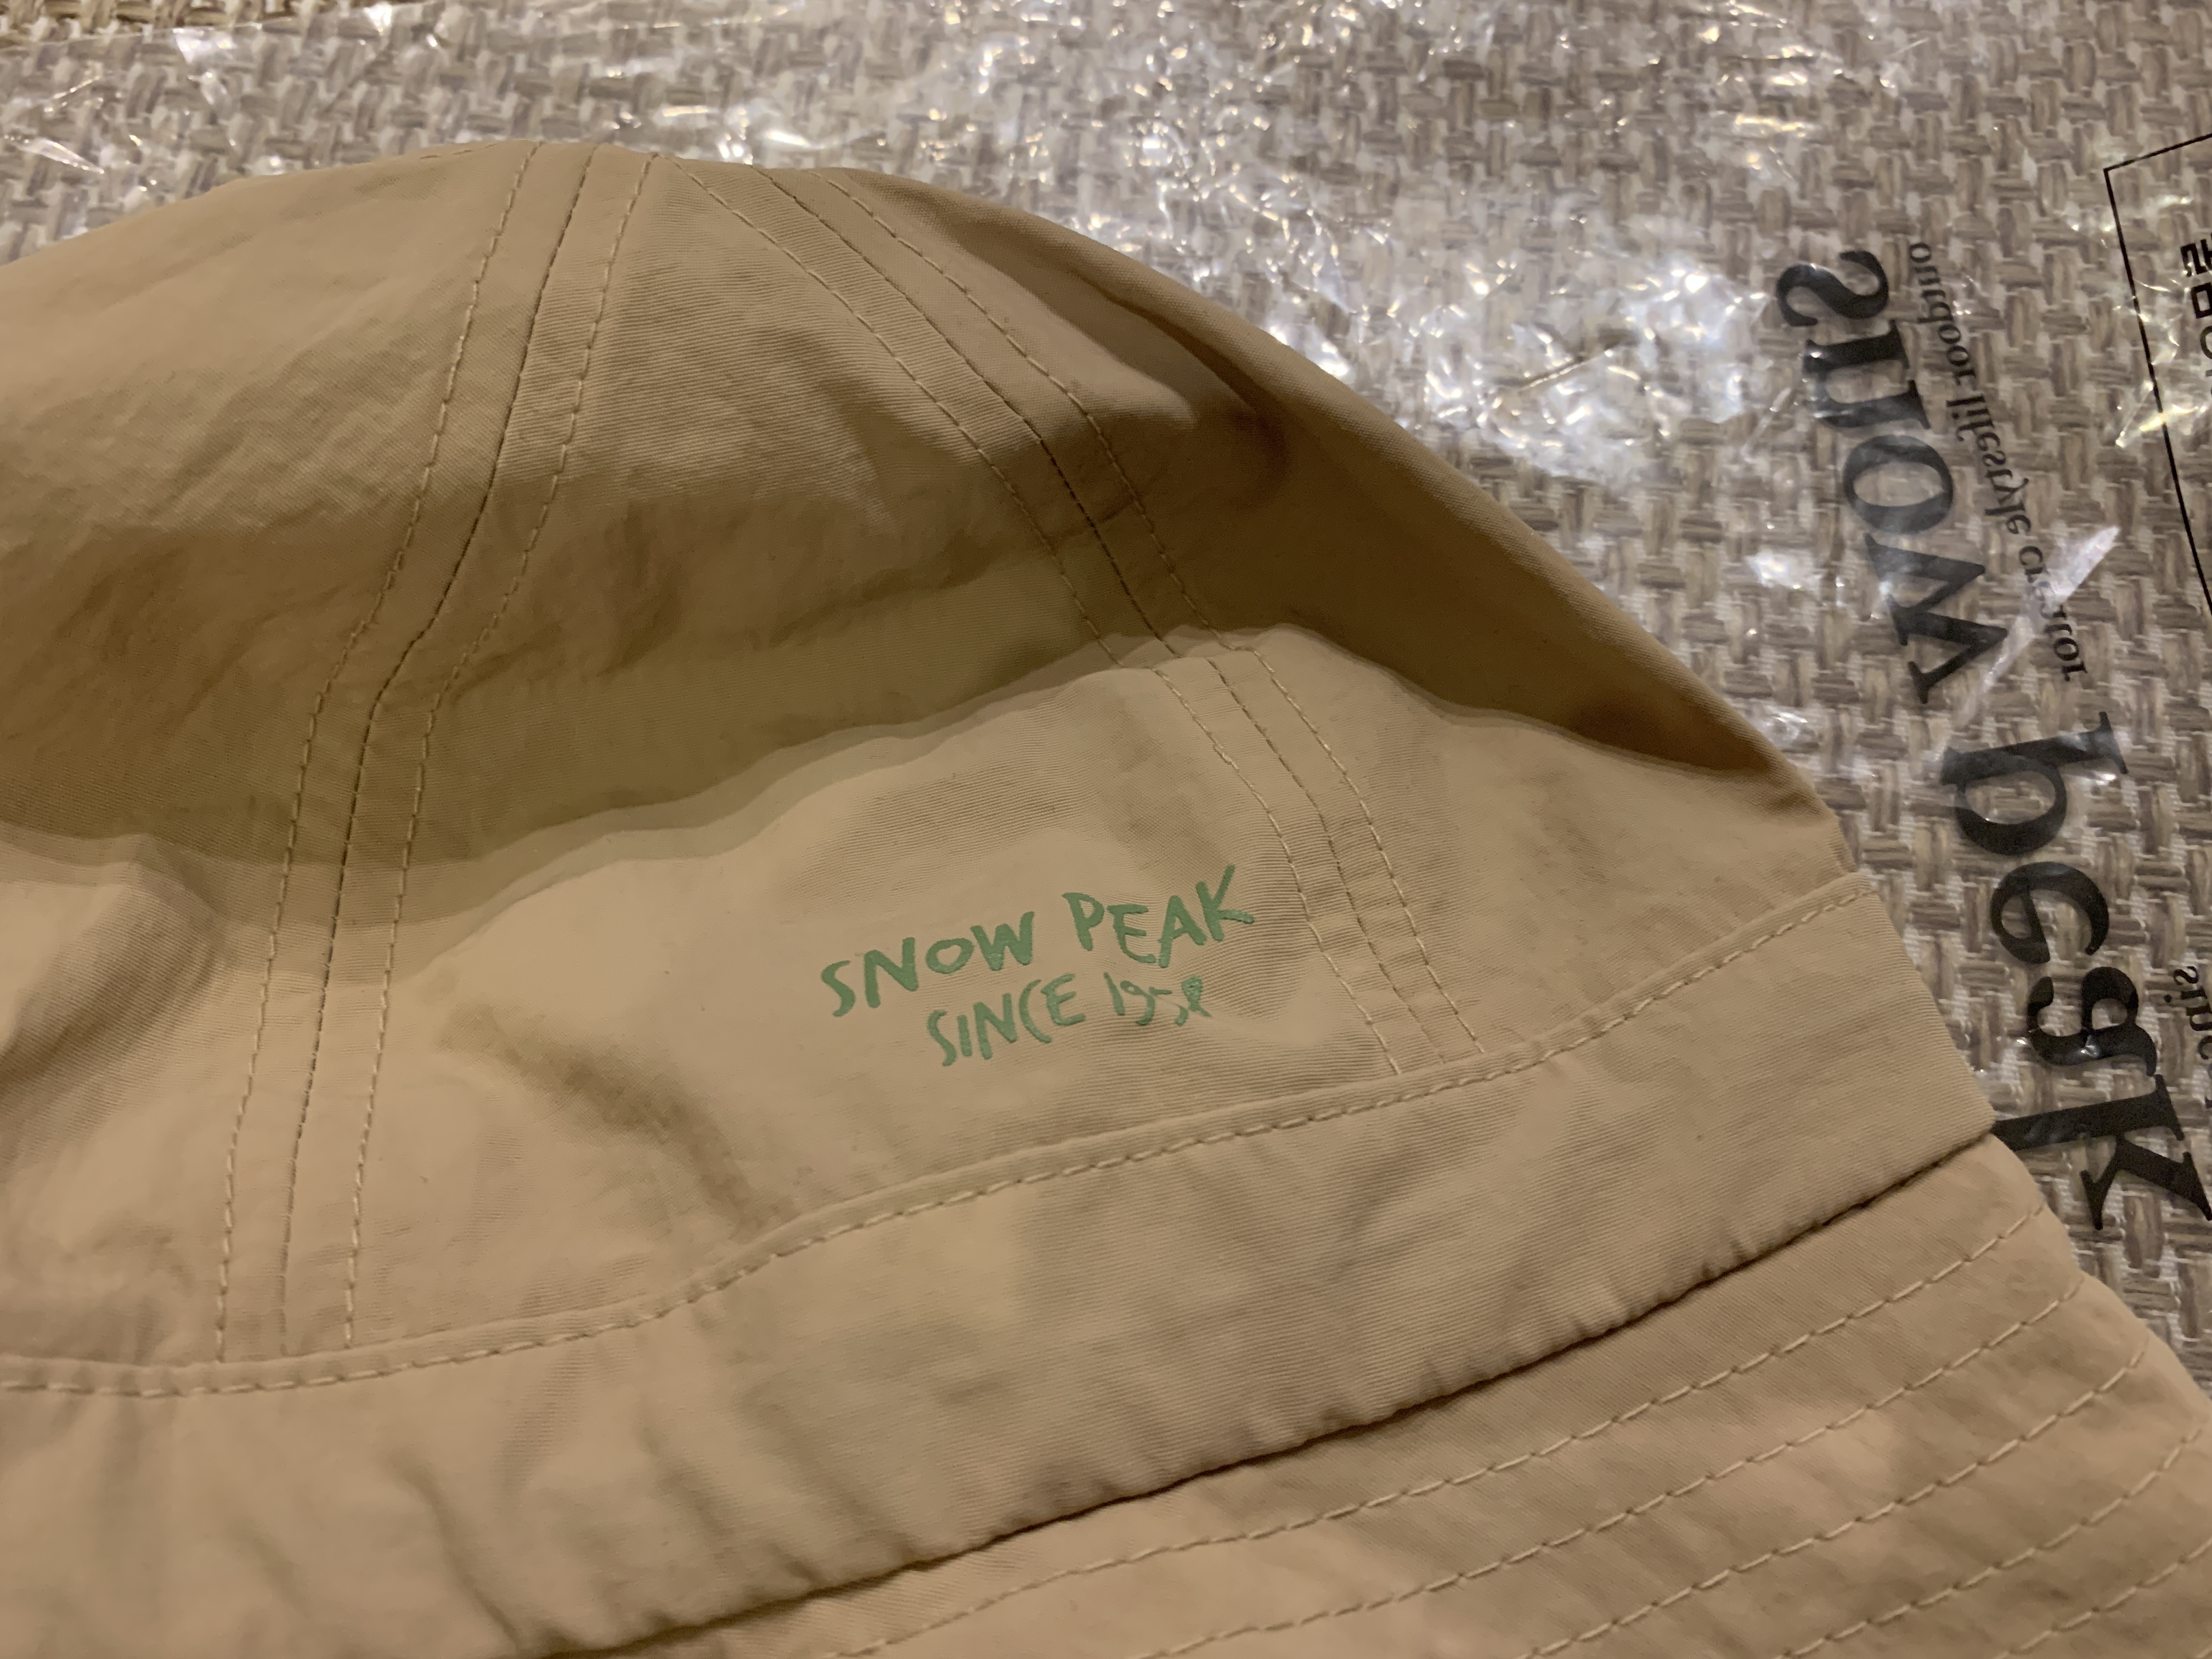 SNOW PEAK
SINCE 1958
snow peak
outdoor lifestyle creator